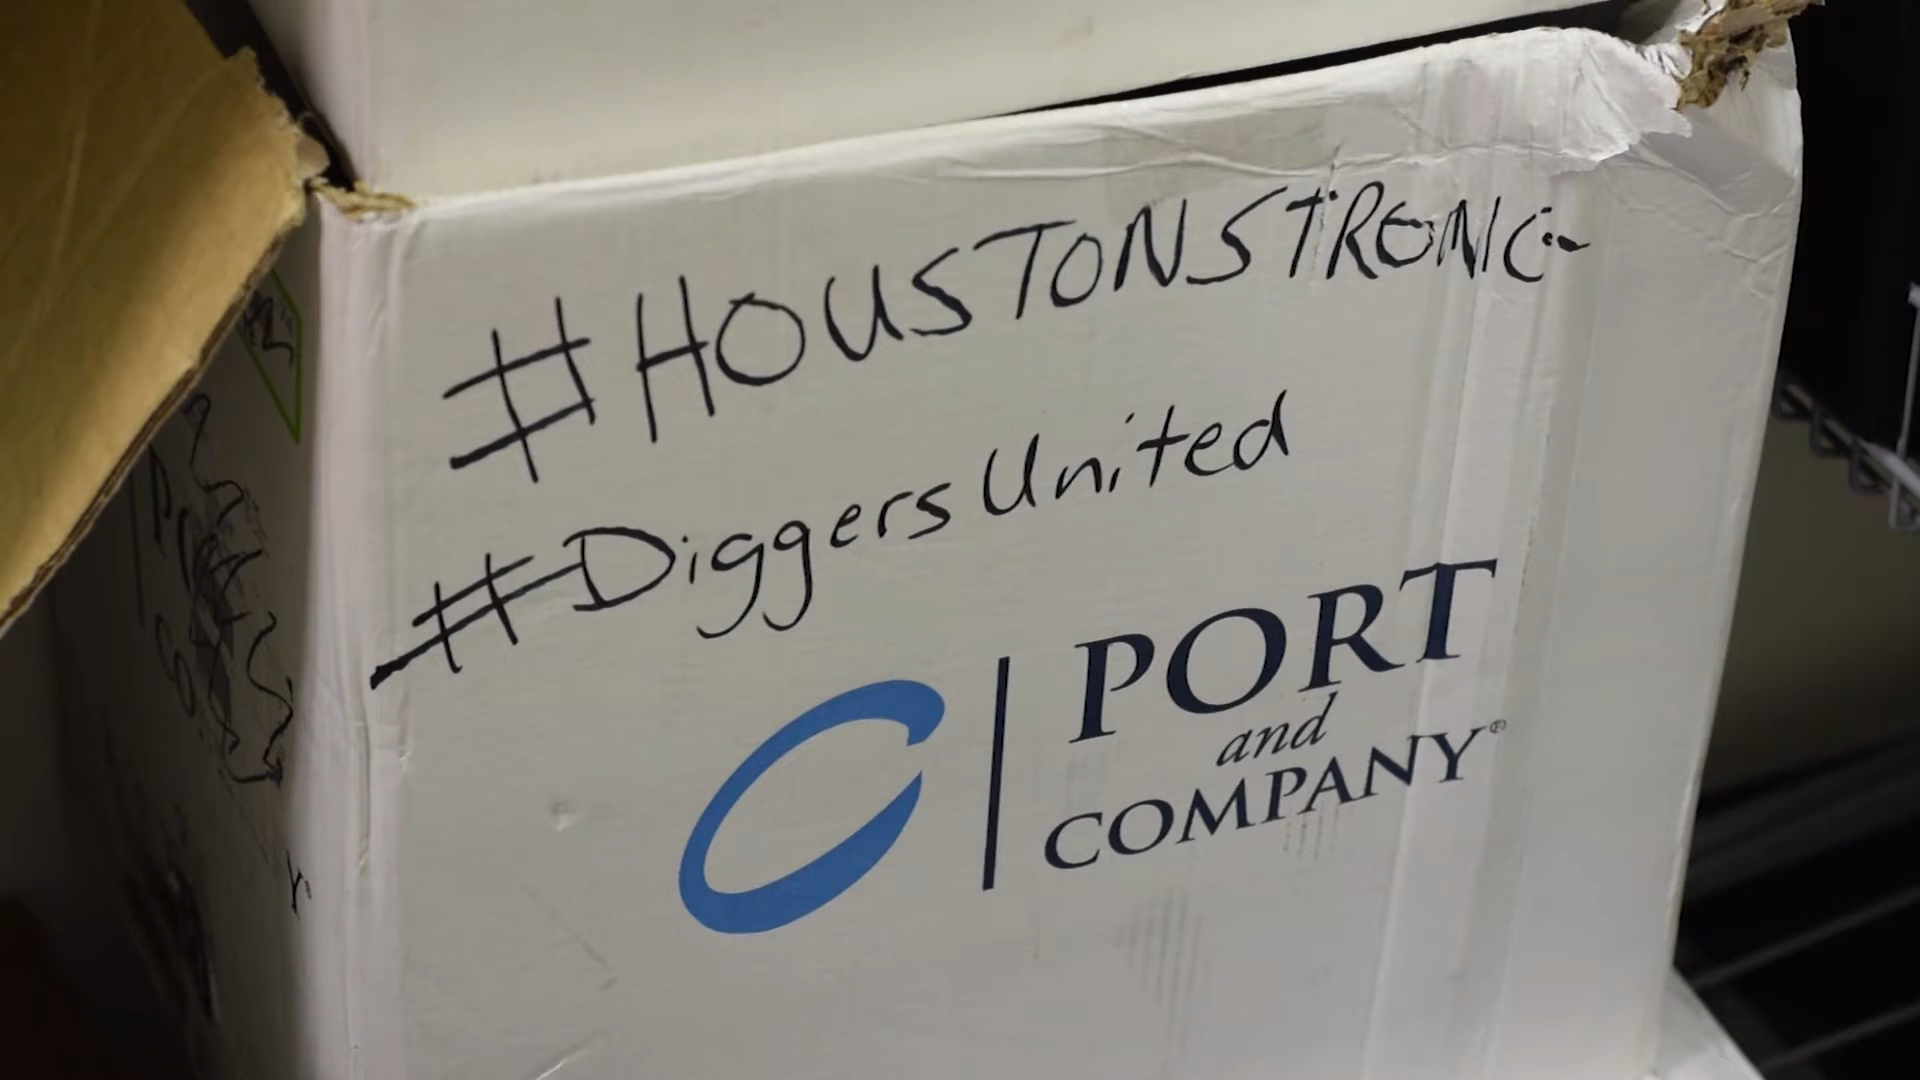 #HOUSTONSTRONG
#DiggersUnited
PORT
and
COMPANY®